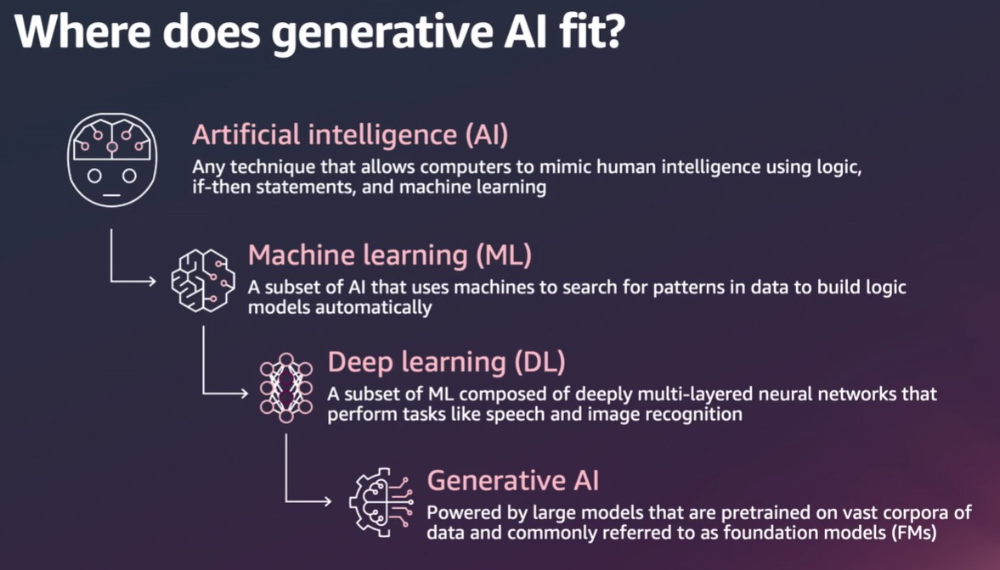 Where does generative AI fit?
Artificial intelligence (AI)
Any technique that allows computers to mimic human intelligence using logic,
if-then statements, and machine learning
Machine learning (ML)
A subset of AI that uses machines to search for patterns in data to build logic
models automatically
Deep learning (DL)
A subset of ML composed of deeply multi-layered neural networks that
perform tasks like speech and image recognition
Generative AI
Powered by large models that are pretrained on vast corpora of
data and commonly referred to as foundation models (FMs)